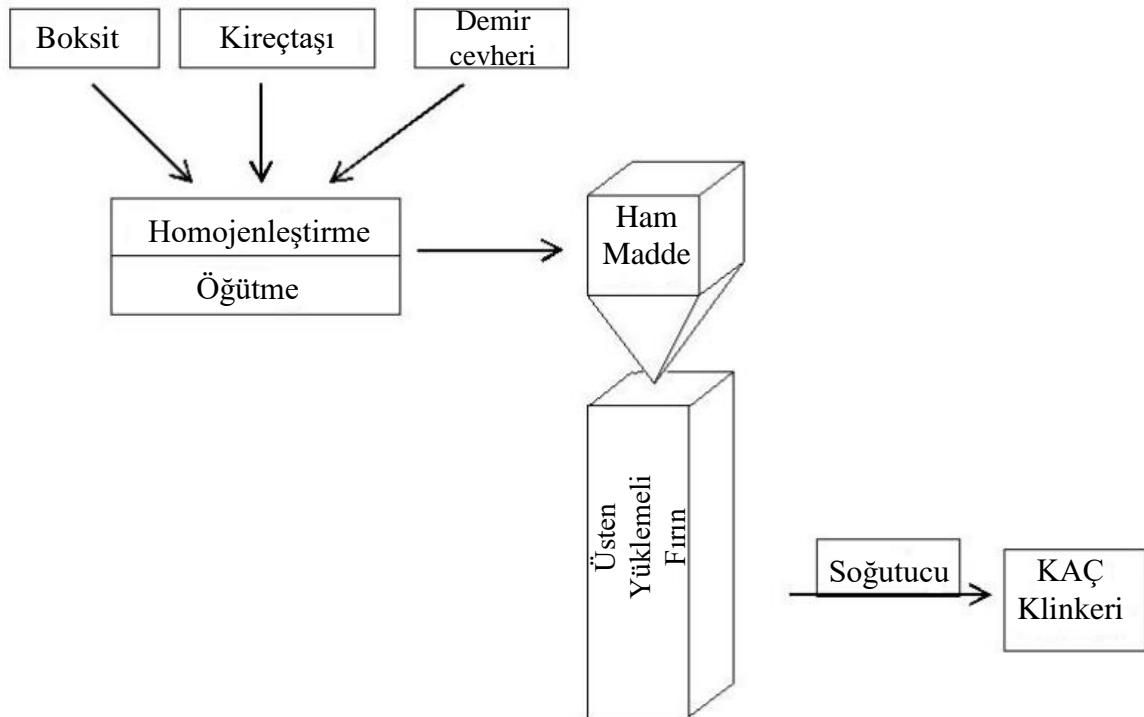 Boksit
Kireçtaşı
Demir
cevheri
Homojenleştirme
Öğütme
Ham
Madde
Üsten
Yüklemeli
Fırın
Soğutucu
KAÇ
Klinkeri